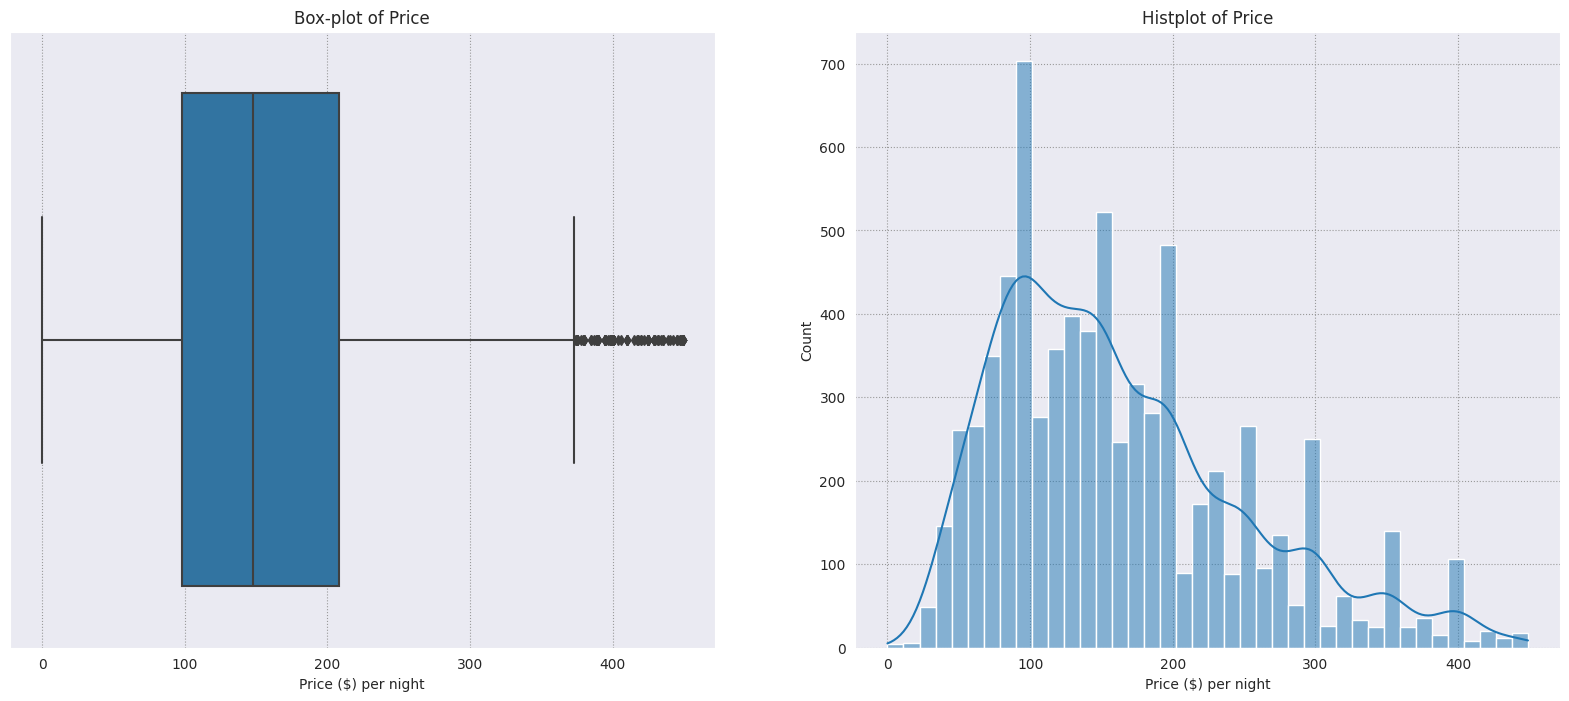 Box-plot of Price
0 100 200 300 400
Price ($) per night
Histplot of Price
Count
700
600
500
400
300
200
100
0
0 100 200 300 400
Price ($) per night